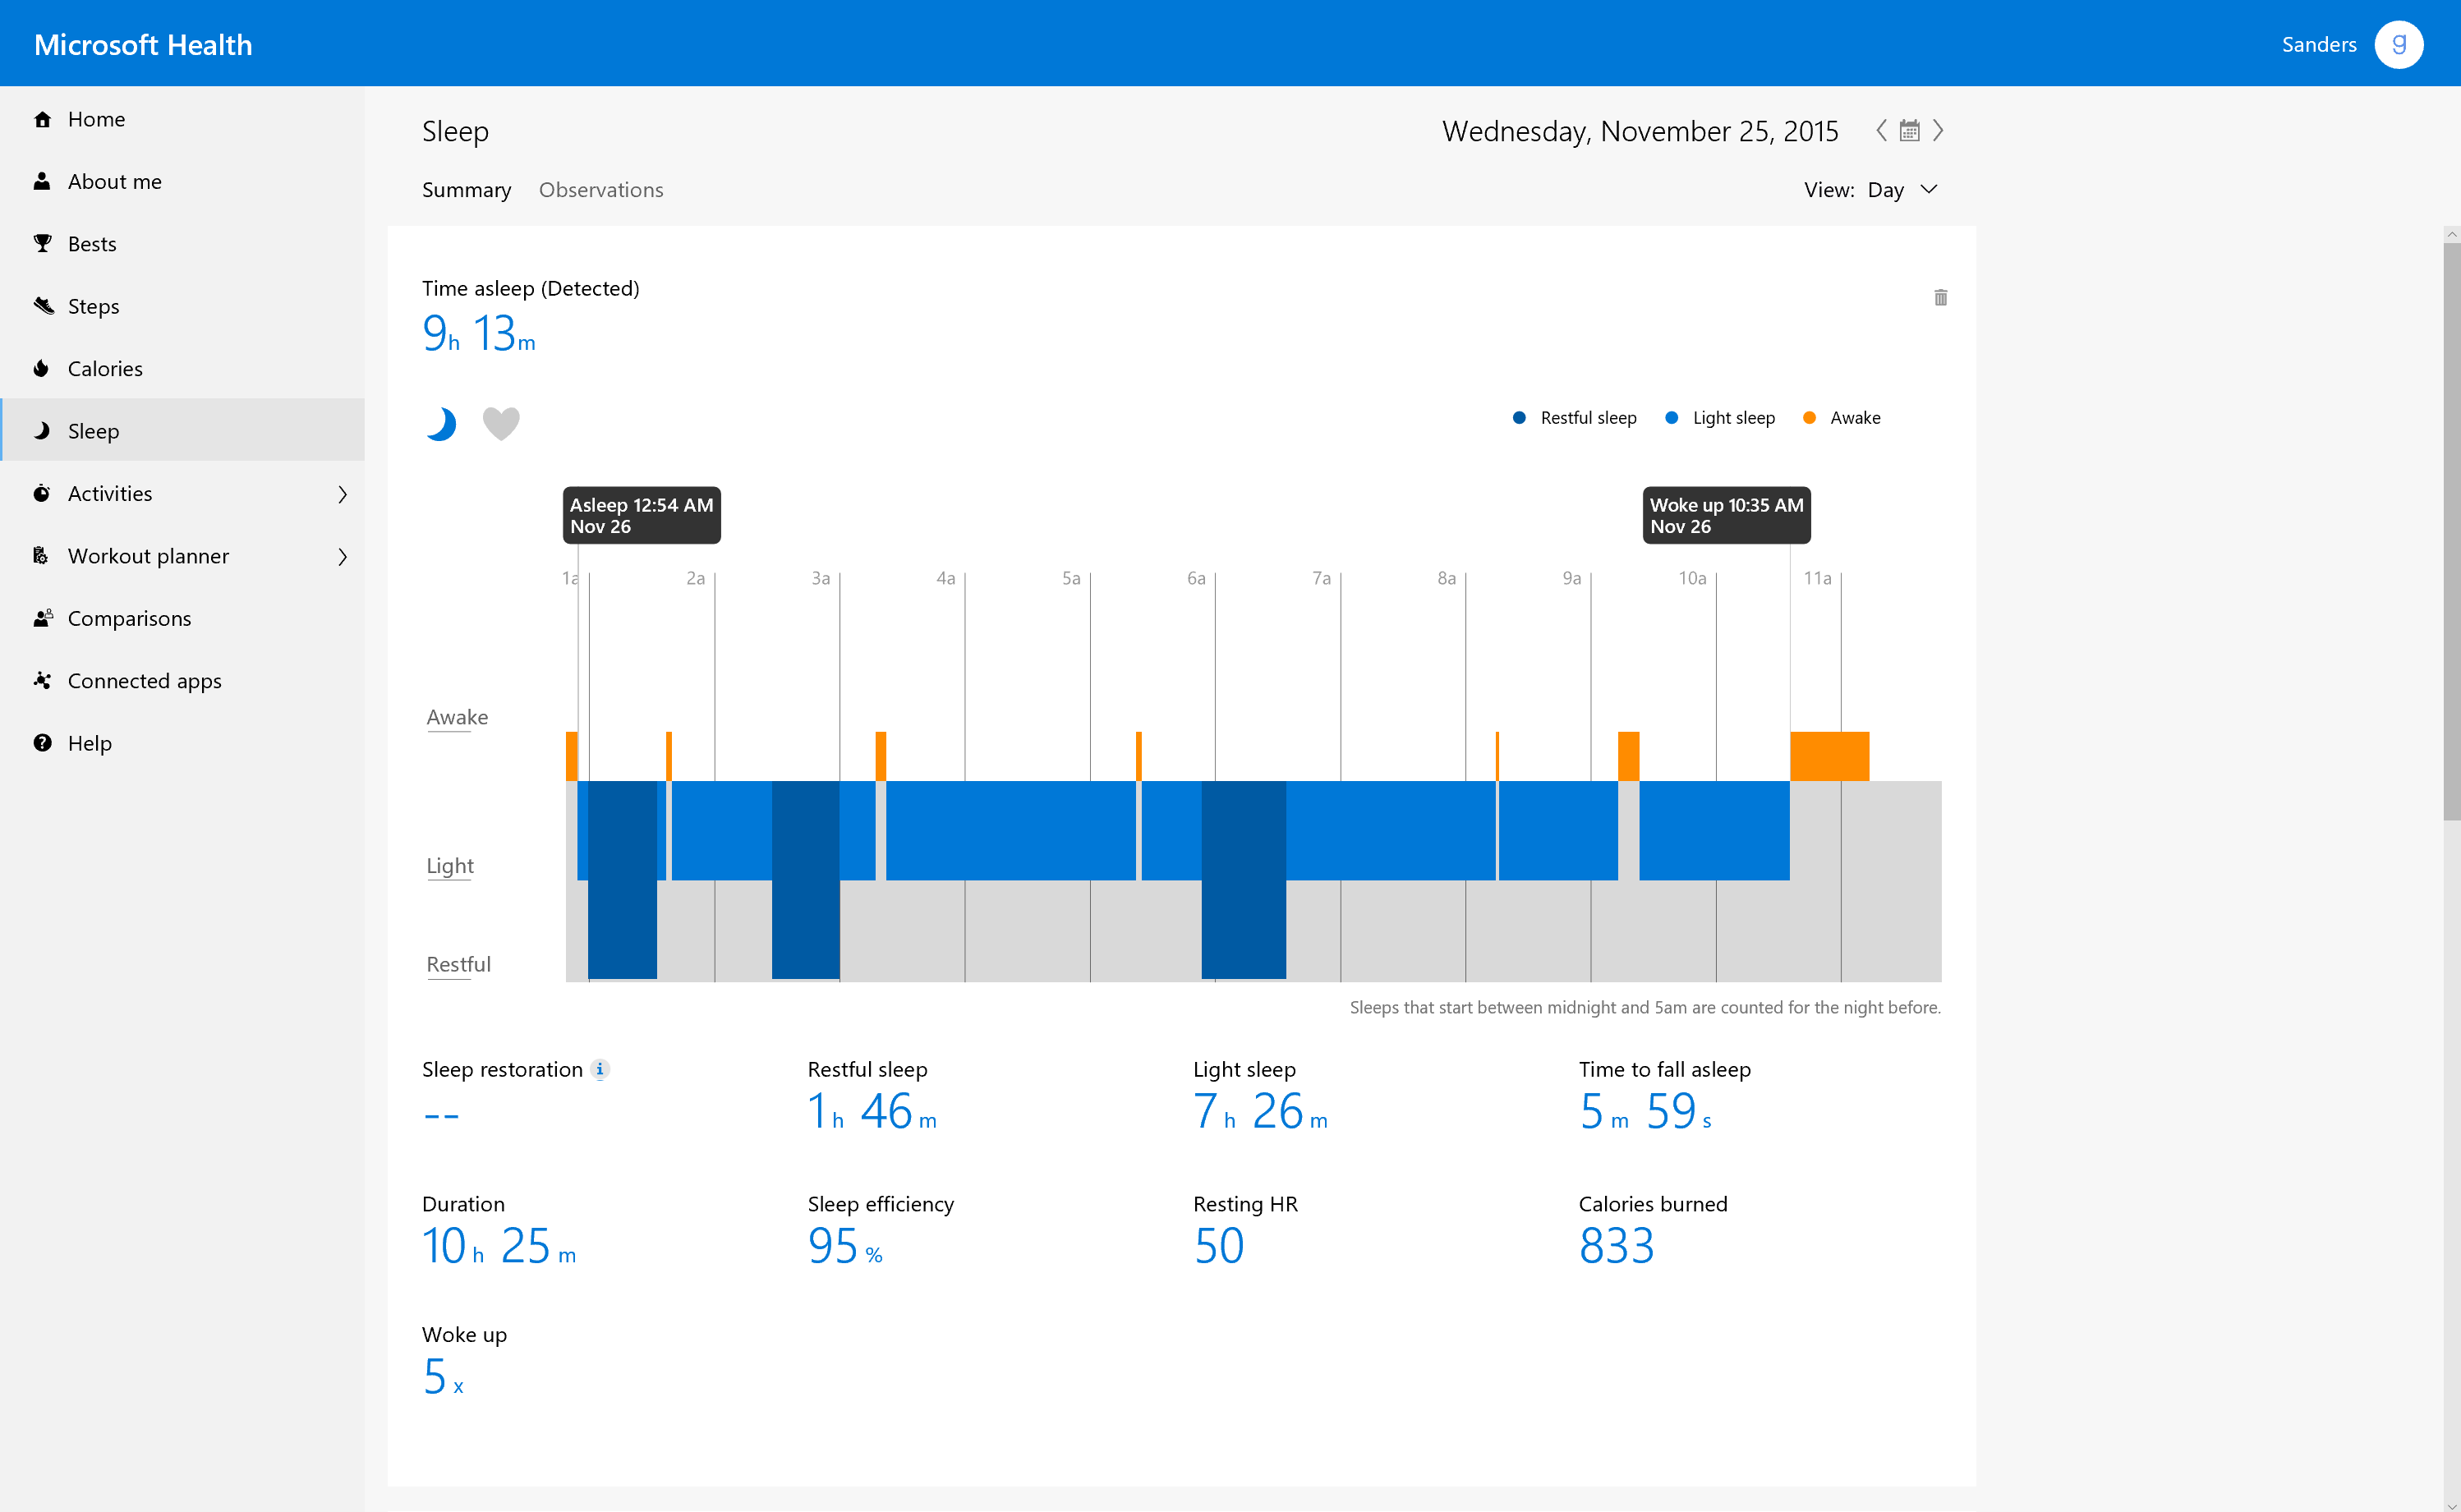 Microsoft Health
Sanders
g
Home
About me
Bests
Steps
Calories
Sleep
Activities
Workout planner
Comparisons
Connected apps
Help
Sleep
Wednesday, November 25, 2015
Summary Observations
View: Day
Time asleep (Detected)
9h 13m
Restful sleep Light sleep Awake
Asleep 12:54 AM
Nov 26
Woke up 10:35 AM
Nov 26
1a 2a 3a 4a 5a 6a 7a 8a 9a 10a 11a
Awake
Light
Restful
Sleeps that start between midnight and 5am are counted for the night before.
Sleep restoration i
--
Restful sleep
1 h 46 m
Light sleep
7 h 26 m
Time to fall asleep
5 m 59 s
Duration
10 h 25 m
Sleep efficiency
95 %
Resting HR
50
Calories burned
833
Woke up
5 x